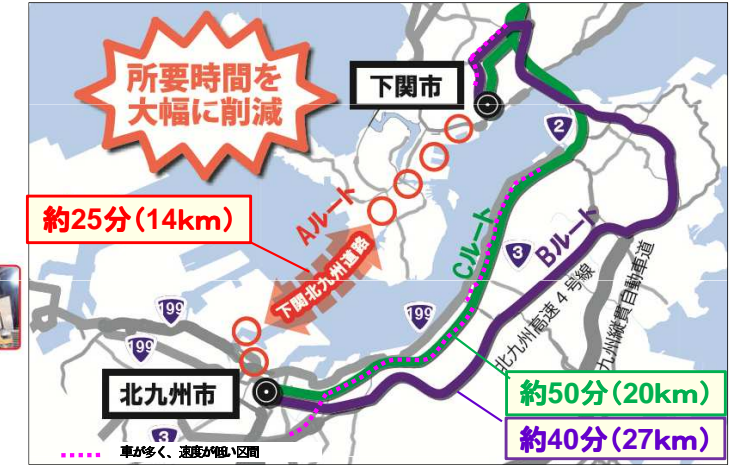 所要時間を
大幅に削減
下関市
2
約25分（14km）
Aルート
下関北九州道路
Cルート
Bルート
3
199
199
199
北九州高速4号線
九州縦貫自動車道
北九州市
3
約50分（20km）
約40分（27km）
車が多く、速度が低い区間